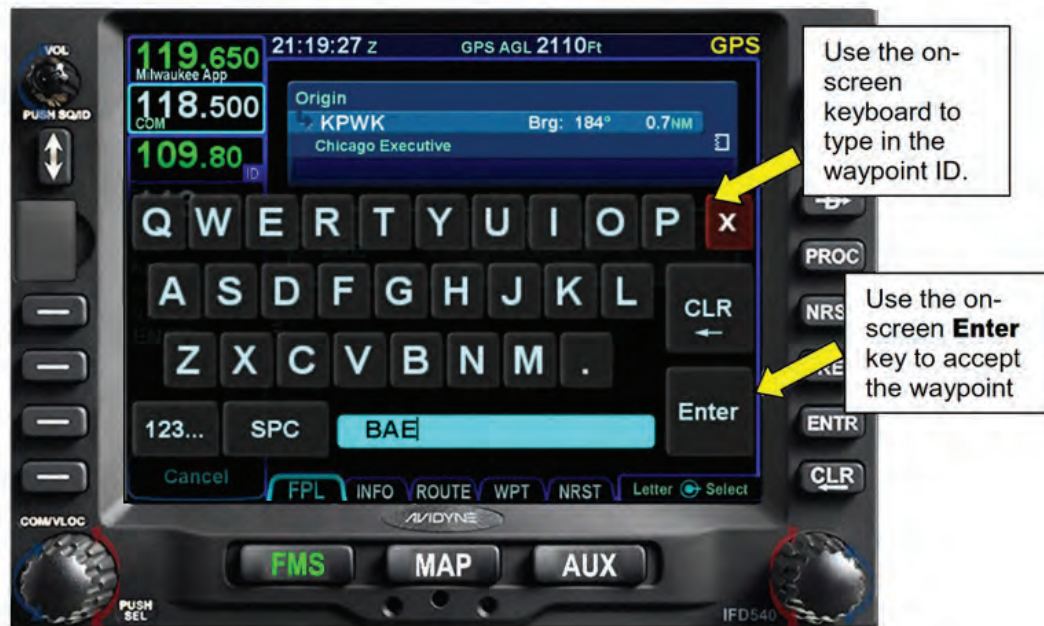 VOL
PUSH SQ/ID
119.650
Milwaukee App
118.500
COM
109.80
ID
21:19:27 Z GPS AGL 2110Ft GPS
Origin
KPWK Brg: 184° 0.7NM
Chicago Executive
Q W E R T Y U I O P X
A S D F G H J K L CLR
Z X C V B N M .
123... SPC BAE Enter
Cancel
FPL INFO ROUTE WPT NRST Letter Select
AVIDYNE
COM/VLOC
PUSH
SEL
FMS MAP AUX
IFD540
D
PROC
ENTR
CLR
Use the on-
screen
keyboard to
type in the
waypoint ID.
Use the on-
screen Enter
key to accept
the waypoint